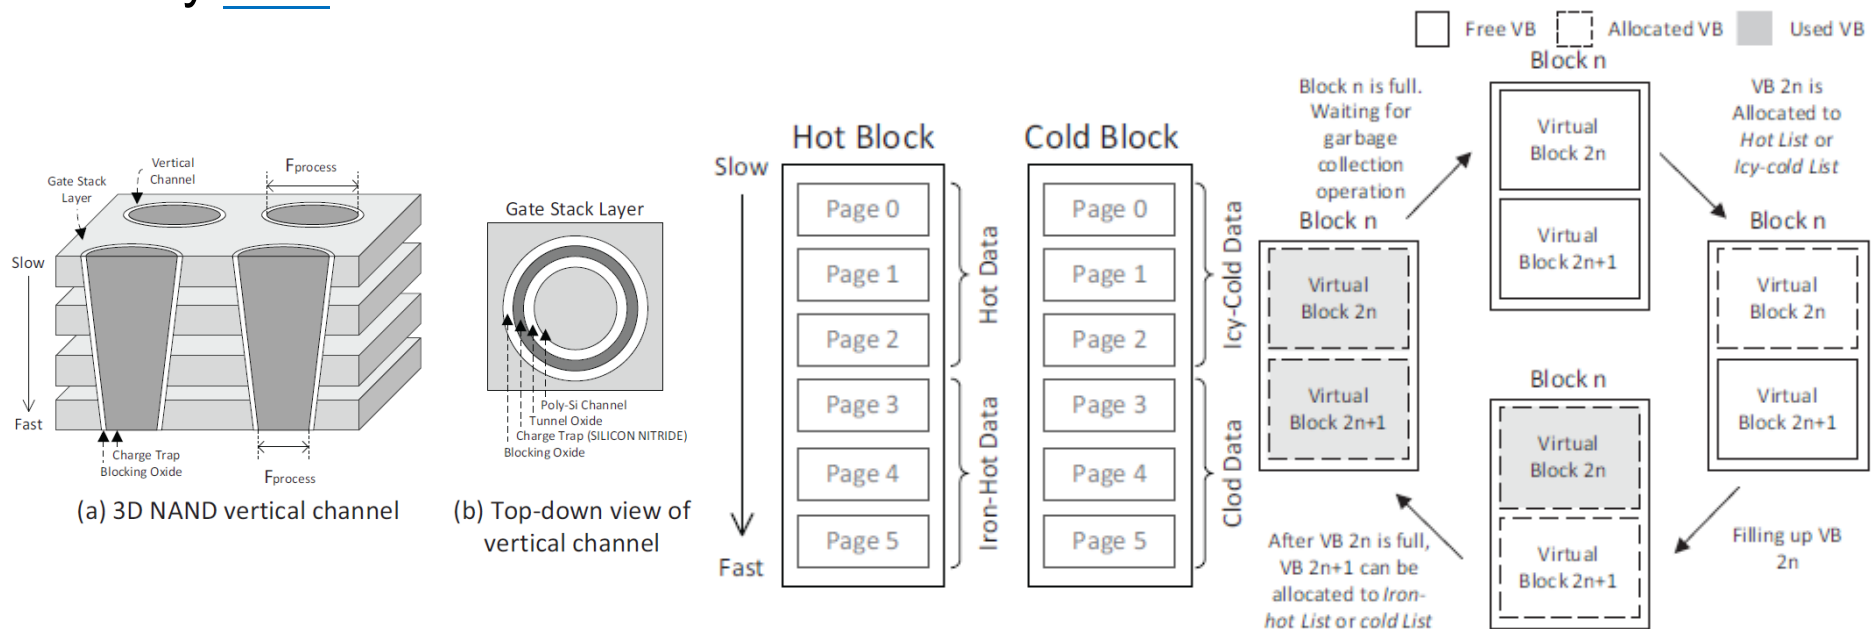 y
Vertical
Channel
Fprocess
Gate Stack
Layer
Slow
Fast
Charge Trap
Blocking Oxide
Fprocess
(a) 3D NAND vertical channel
Gate Stack Layer
Poly-Si Channel
Tunnel Oxide
Charge Trap (SILICON NITRIDE)
Blocking Oxide
(b) Top-down view of
vertical channel
Slow
Fast
Hot Block
Page 0
Page 1
Page 2
Page 3
Page 4
Page 5
Hot Data
Iron-Hot Data
Cold Block
Page 0
Page 1
Page 2
Page 3
Page 4
Page 5
Icy-Cold Data
Clod Data
Free VB
Allocated VB
Used VB
Block n
Virtual
Block 2n
Virtual
Block 2n+1
VB 2n is
Allocated to
Hot List or
Icy-cold List
Block n
Virtual
Block 2n
Virtual
Block 2n+1
Filling up VB
2n
Block n
Virtual
Block 2n
Virtual
Block 2n+1
After VB 2n is full,
VB 2n+1 can be
allocated to Iron-
hot List or cold List
Block n
Virtual
Block 2n
Virtual
Block 2n+1
Block n is full.
Waiting for
garbage
collection
operation